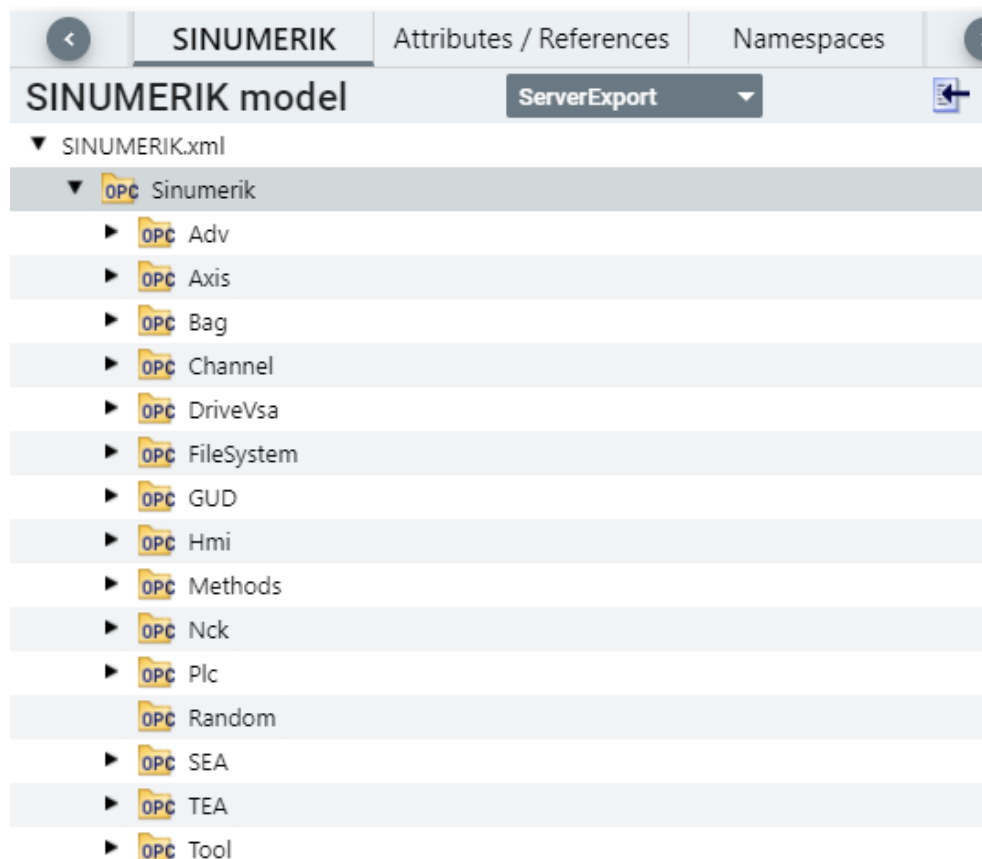 SINUMERIK Attributes / References Namespaces
SINUMERIK model ServerExport
SINUMERIK.xml
OPC Sinumerik
OPC Adv
OPC Axis
OPC Bag
OPC Channel
OPC DriveVsa
OPC FileSystem
OPC GUD
OPC Hmi
OPC Methods
OPC Nck
OPC Plc
OPC Random
OPC SEA
OPC TEA
OPC Tool